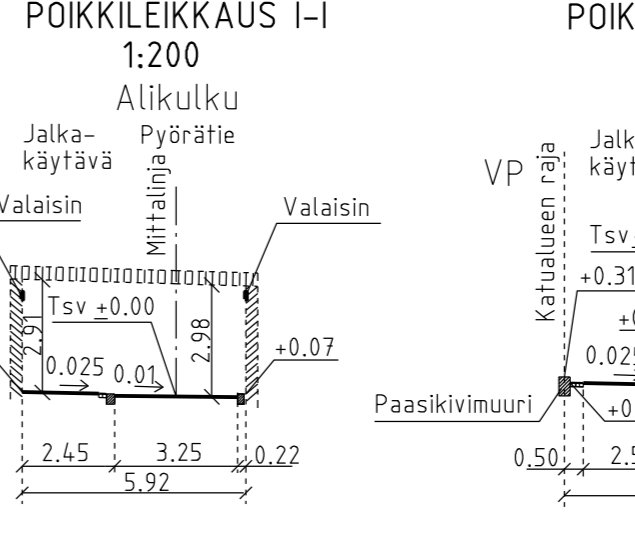 POIKKILEIKKAUS I-I
1:200
Alikulku
Jalka-
käytävä
Pyörätie
Mittalinja
Valaisin
Valaisin
Tsv ±0.00
2.91
2.98
0.025
0.01
+0.07
2.45
3.25
0.22
5.92
POIK
VP
Katualueen raja
Jalk
käyt
Tsv
+0.31
0.025
Paasikivimuuri
+0
0.50
2.5